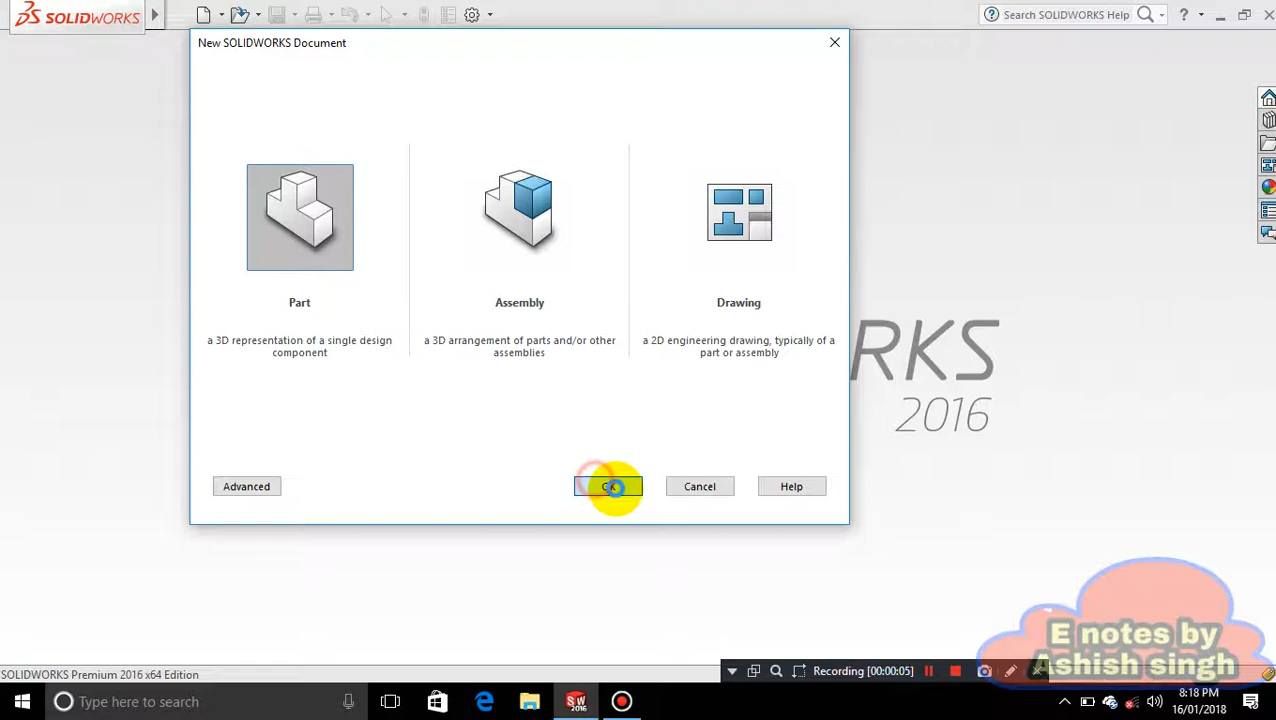 SOLIDWORKS
Search SOLIDWORKS Help
New SOLIDWORKS Document
Part
Assembly
Drawing
a 3D representation of a single design
component
a 3D arrangement of parts and/or other
assemblies
a 2D engineering drawing, typically of a
part or assembly
RKS
2016
Advanced
OK
Cancel
Help
E notes by
Ashish singh
SOLIDWORKS Premium 2016 x64 Edition
Recording [00:00:05]
Type here to search
SW
2016
8:18 PM
16/01/2018